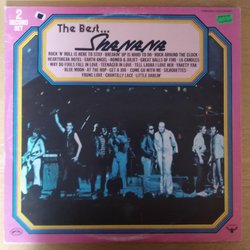 2
RECORD
SET
The Best...
SHANANA
ROCK 'N' ROLL IS HERE TO STAY • BREAKIN' UP IS HARD TO DO • ROCK AROUND THE CLOCK
HEARTBREAK HOTEL • EARTH ANGEL • ROMEO & JULIET • GREAT BALLS OF FIRE • 16 CANDLES
WHY DO FOOLS FALL IN LOVE • TEENAGER IN LOVE • TELL LAURA I LOVE HER • YAKETY YAK
BLUE MOON • AT THE HOP • GET A JOB • COME GO WITH ME • SILHOUETTES
YOUNG LOVE • CHANTILLY LACE • LITTLE DARLIN'